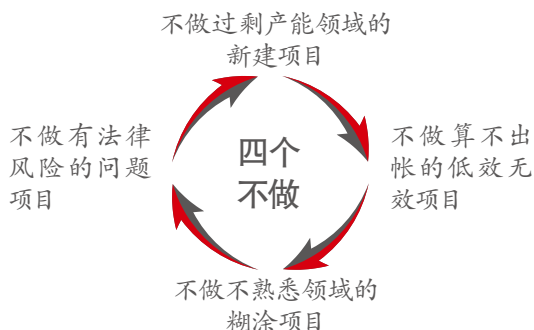 不做过剩产能领域的
新建项目
不做算不出
帐的低效无
效项目
不做不熟悉领域的
糊涂项目
不做有法律
风险的问题
项目
四个
不做